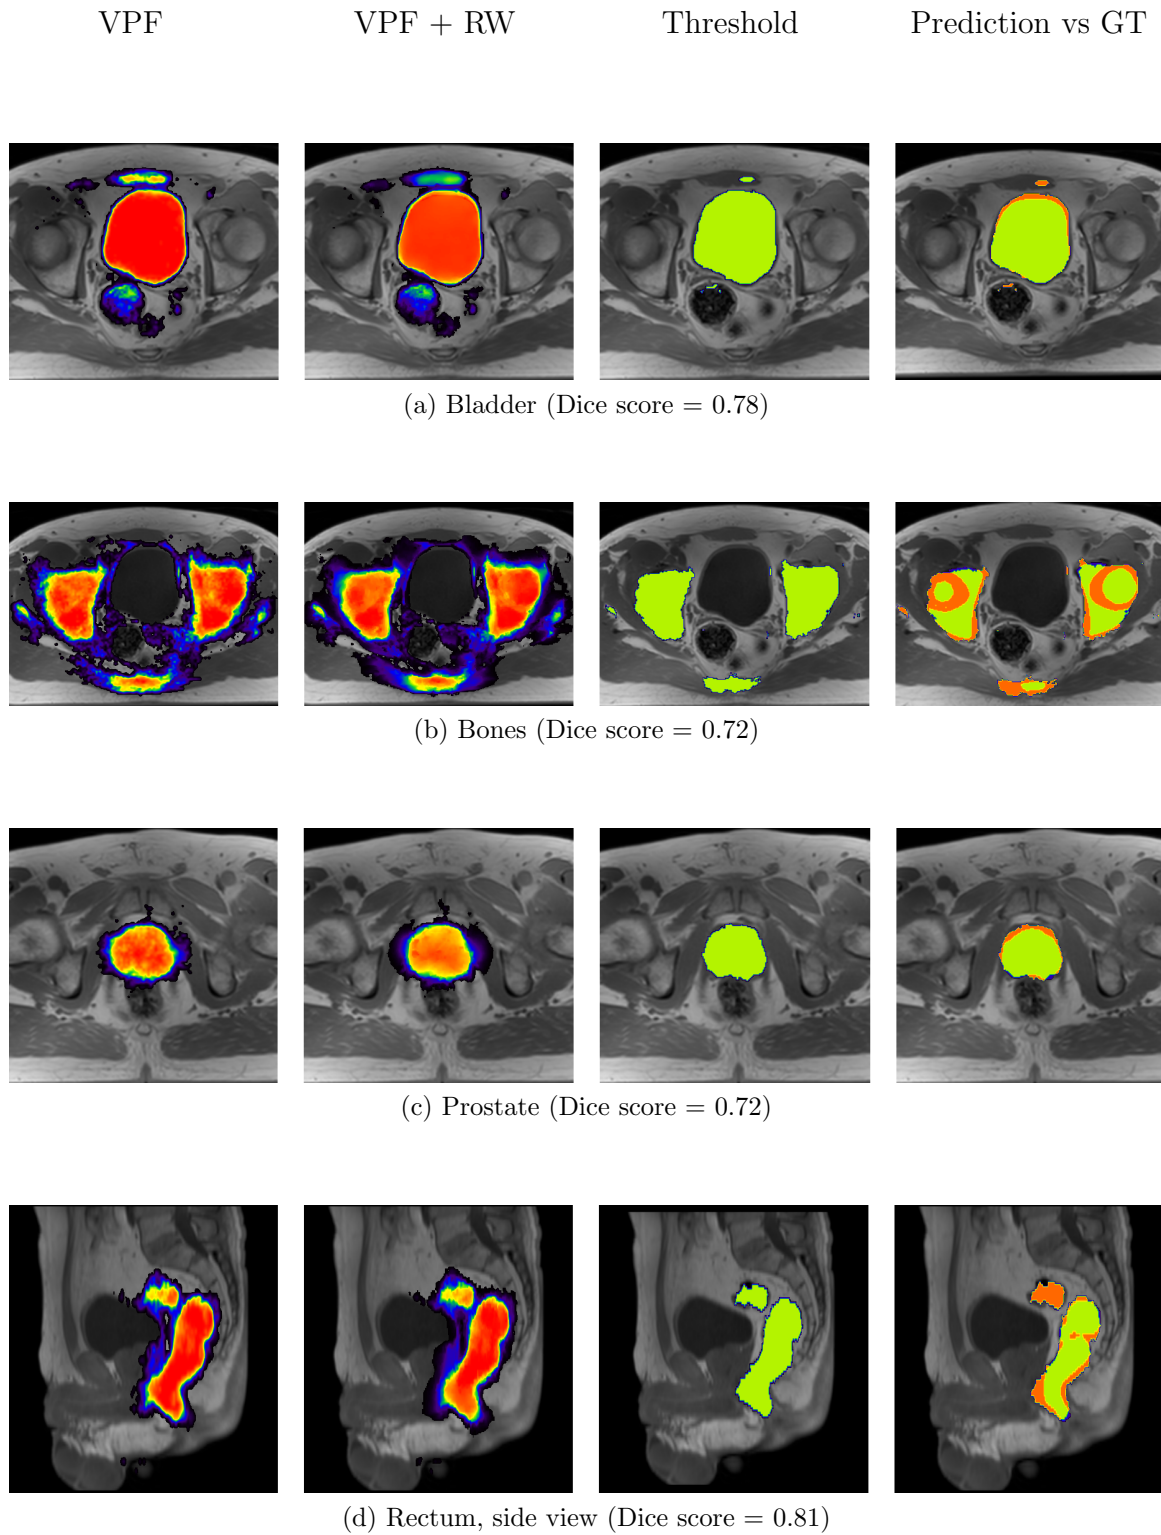 VPF VPF + RW Threshold Prediction vs GT
(a) Bladder (Dice score = 0.78)
(b) Bones (Dice score = 0.72)
(c) Prostate (Dice score = 0.72)
(d) Rectum, side view (Dice score = 0.81)